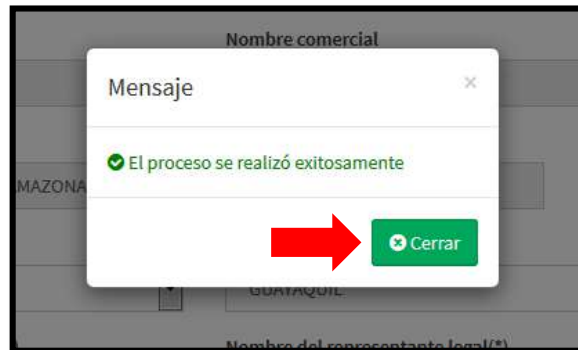 Nombre comercial
Mensaje
×
El proceso se realizó exitosamente
MAZONA
Cerrar
GUAYAQUIL
Nombre del representante legal(*)